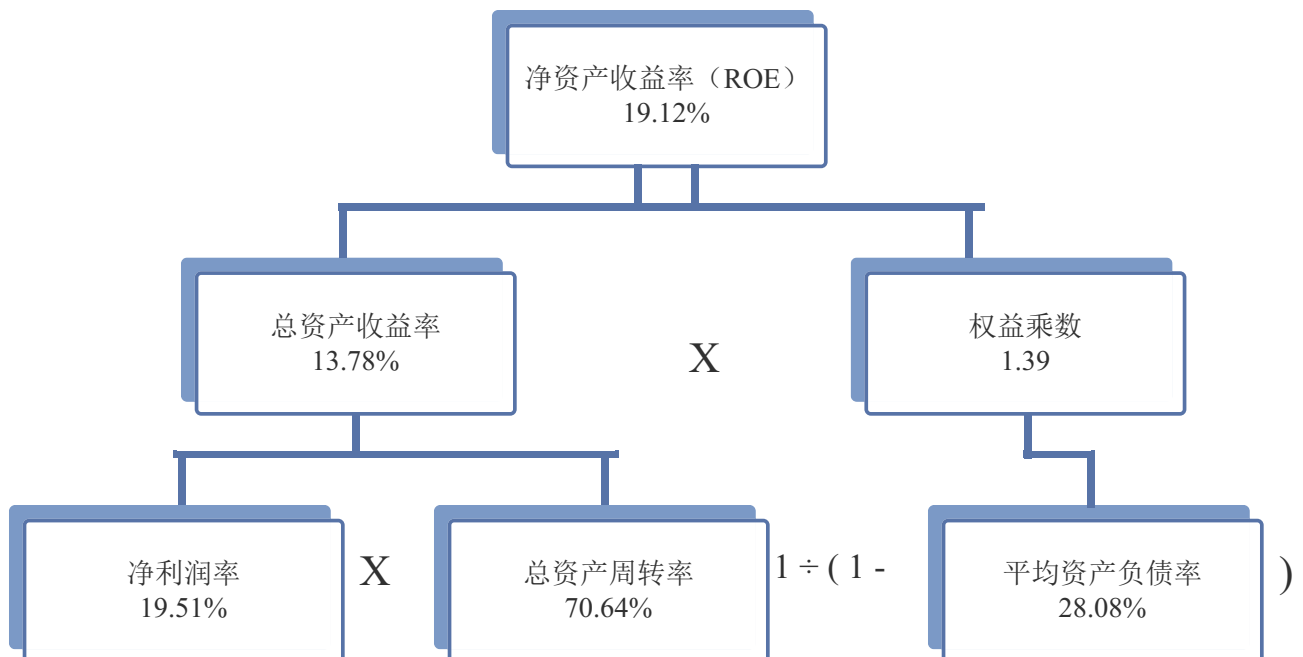 净资产收益率（ROE）
19.12%
总资产收益率
13.78%
X
权益乘数
1.39
净利润率
19.51%
X
总资产周转率
70.64%
1 ÷ ( 1 -
平均资产负债率
28.08%
)